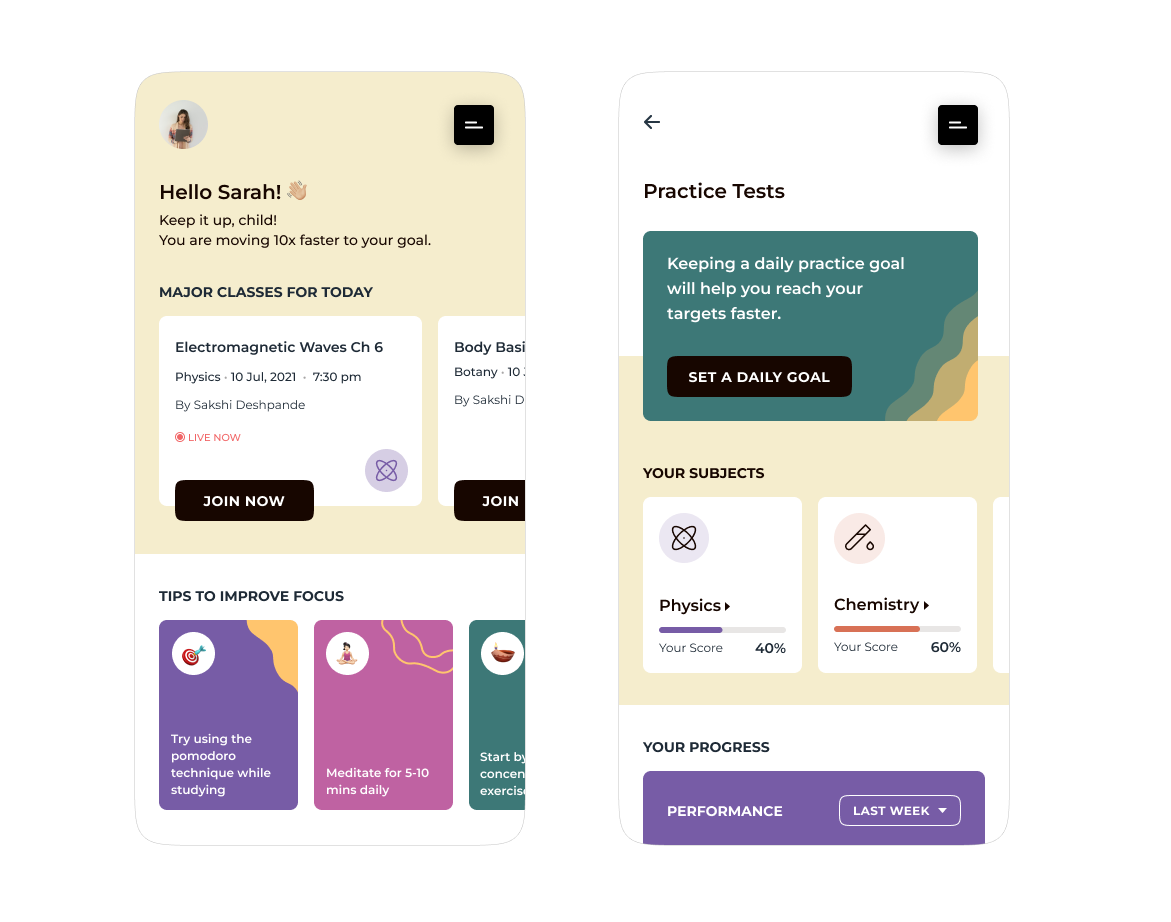 Hello Sarah! 👋🏼
Keep it up, child!
You are moving 10x faster to your goal.
MAJOR CLASSES FOR TODAY
Electromagnetic Waves Ch 6
Physics · 10 Jul, 2021 · 7:30 pm
By Sakshi Deshpande
LIVE NOW
JOIN NOW
Body Basi
Botany · 10
By Sakshi D
JOIN
TIPS TO IMPROVE FOCUS
Try using the
pomodoro
technique while
studying
Meditate for 5-10
mins daily
Start by
concen
exercise
Practice Tests
Keeping a daily practice goal
will help you reach your
targets faster.
SET A DAILY GOAL
YOUR SUBJECTS
Physics
Your Score 40%
Chemistry
Your Score 60%
YOUR PROGRESS
PERFORMANCE
LAST WEEK